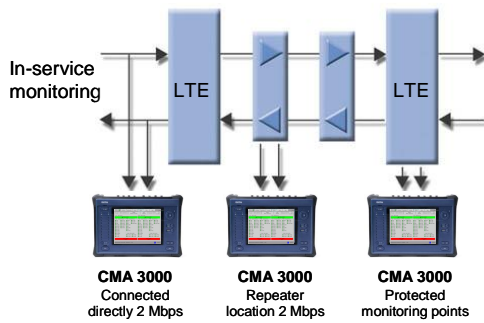 In-service
monitoring
LTE
LTE
CMA 3000
Connected
directly 2 Mbps
CMA 3000
Repeater
location 2 Mbps
CMA 3000
Protected
monitoring points